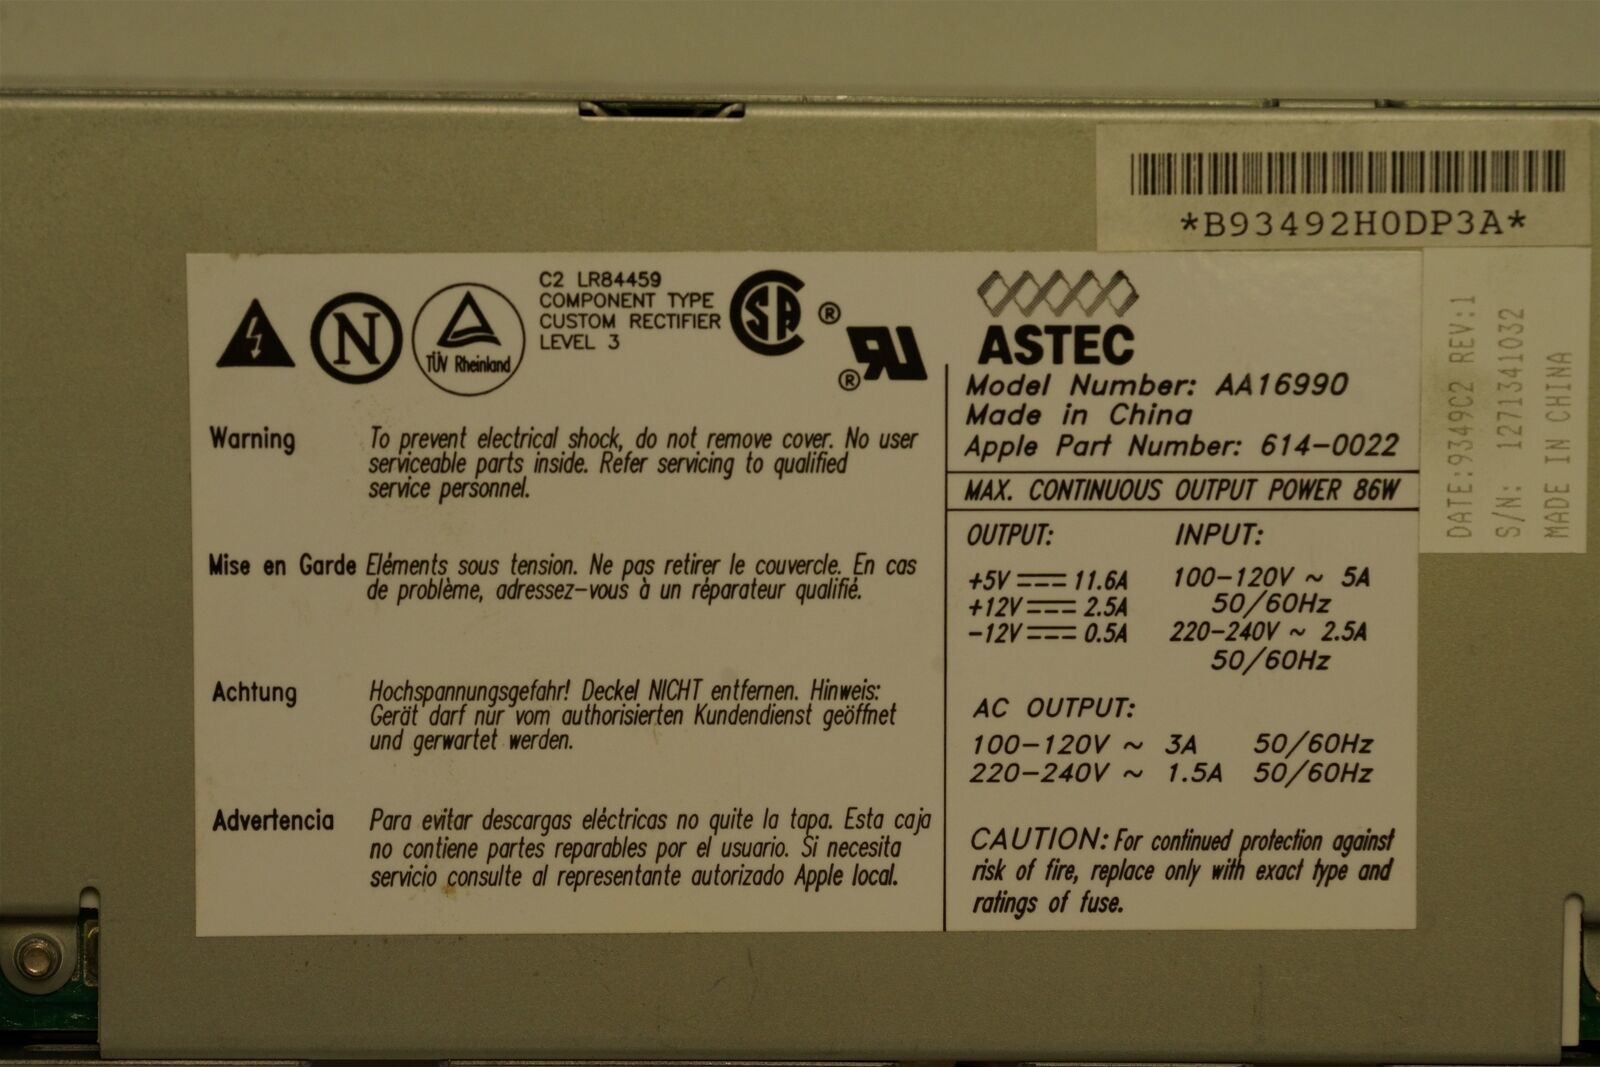 *B93492H0DP3A*
DATE:9349C2 REV:1
S/N: 1271341032
MADE IN CHINA
N
TÜV Rheinland
C2 LR84459
COMPONENT TYPE
CUSTOM RECTIFIER
LEVEL 3
SA ®
® RU
ASTEC
Model Number: AA16990
Made in China
Apple Part Number: 614-0022
MAX. CONTINUOUS OUTPUT POWER 86W
OUTPUT: INPUT:
+5V 11.6A 100-120V ~ 5A
+12V 2.5A 50/60Hz
-12V 0.5A 220-240V ~ 2.5A
50/60Hz
AC OUTPUT:
100-120V ~ 3A 50/60Hz
220-240V ~ 1.5A 50/60Hz
CAUTION: For continued protection against
risk of fire, replace only with exact type and
ratings of fuse.
Warning To prevent electrical shock, do not remove cover. No user
serviceable parts inside. Refer servicing to qualified
service personnel.
Mise en Garde Eléments sous tension. Ne pas retirer le couvercle. En cas
de problème, adressez-vous à un réparateur qualifié.
Achtung Hochspannungsgefahr! Deckel NICHT entfernen. Hinweis:
Gerät darf nur vom authorisierten Kundendienst geöffnet
und gerwartet werden.
Advertencia Para evitar descargas eléctricas no quite la tapa. Esta caja
no contiene partes reparables por el usuario. Si necesita
servicio consulte al representante autorizado Apple local.